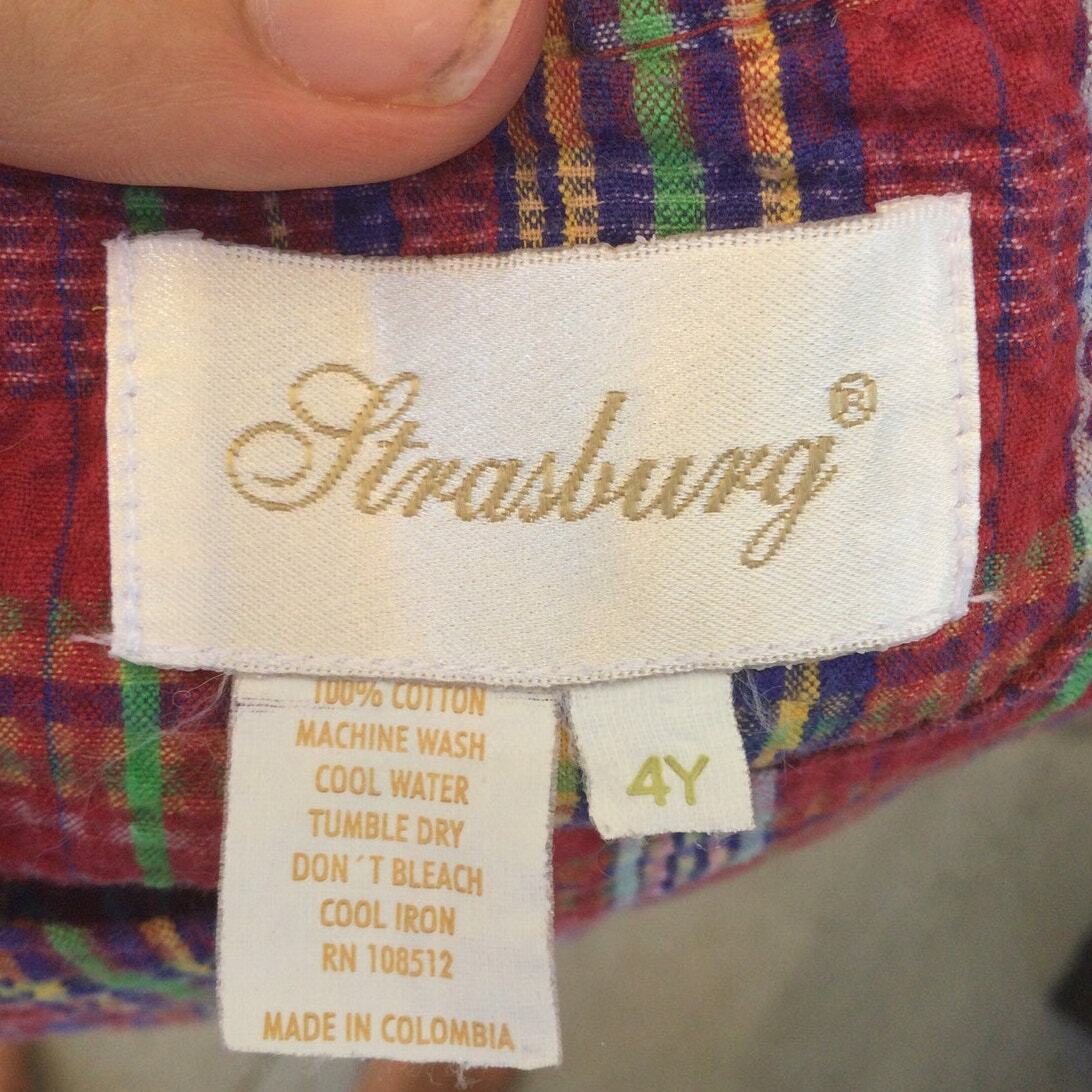 Strasburg®
100% COTTON
MACHINE WASH
COOL WATER
TUMBLE DRY
DON´T BLEACH
COOL IRON
RN 108512
MADE IN COLOMBIA
4Y